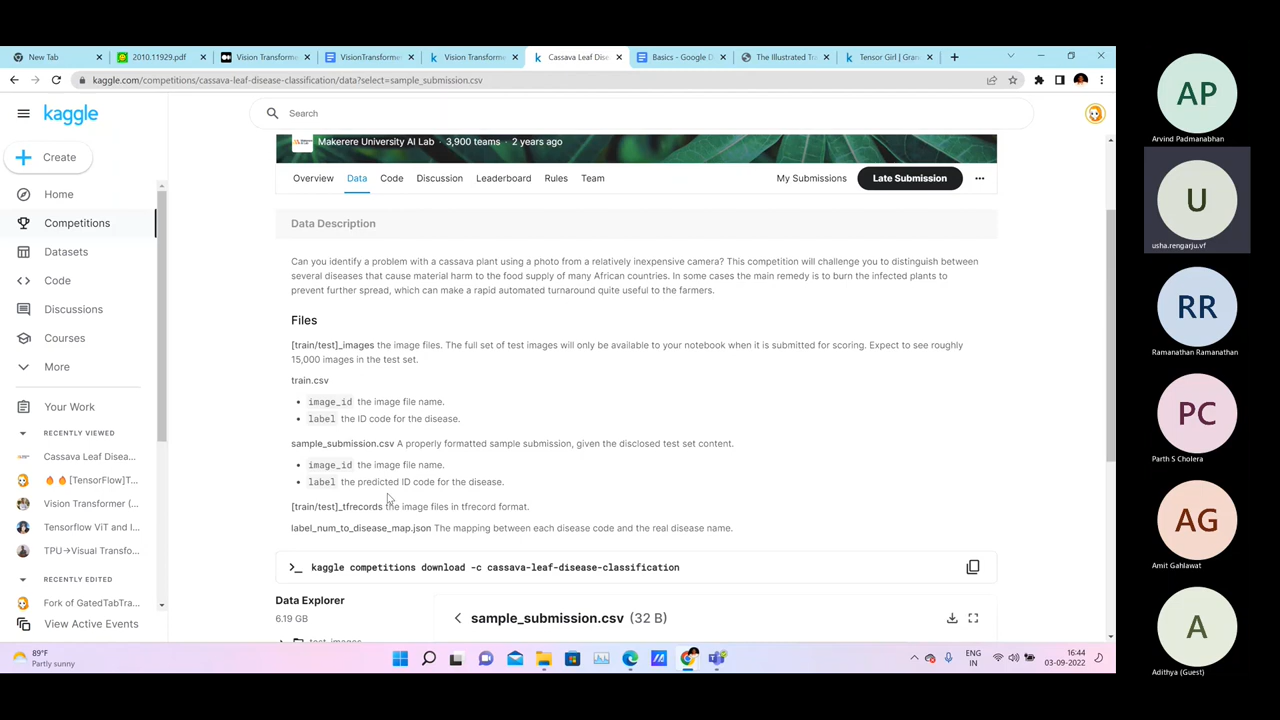 New Tab
2010.11929.pdf
Vision Transforme
VisionTransforme
Vision Transforme
Cassava Leaf Dise
Basics - Google D
The Illustrated Tra
Tensor Girl | Gran
kaggle.com/competitions/cassava-leaf-disease-classification/data?select=sample_submission.csv
kaggle
Search
Create
Home
Competitions
Datasets
Code
Discussions
Courses
More
Your Work
RECENTLY VIEWED
Cassava Leaf Disea...
[TensorFlow]T...
Vision Transformer (...
Tensorflow ViT and I...
TPU→Visual Transfo...
RECENTLY EDITED
Fork of GatedTabTra...
View Active Events
Makerere University AI Lab · 3,900 teams · 2 years ago
Overview Data Code Discussion Leaderboard Rules Team My Submissions Late Submission
Data Description
Can you identify a problem with a cassava plant using a photo from a relatively inexpensive camera? This competition will challenge you to distinguish between
several diseases that cause material harm to the food supply of many African countries. In some cases the main remedy is to burn the infected plants to
prevent further spread, which can make a rapid automated turnaround quite useful to the farmers.
Files
[train/test]_images the image files. The full set of test images will only be available to your notebook when it is submitted for scoring. Expect to see roughly
15,000 images in the test set.
train.csv
• image_id the image file name.
• label the ID code for the disease.
sample_submission.csv A properly formatted sample submission, given the disclosed test set content.
• image_id the image file name.
• label the predicted ID code for the disease.
[train/test]_tfrecords the image files in tfrecord format.
label_num_to_disease_map.json The mapping between each disease code and the real disease name.
>_ kaggle competitions download -c cassava-leaf-disease-classification
Data Explorer
6.19 GB
test_images
sample_submission.csv (32 B)
89°F
Partly sunny
ENG
IN
16:44
03-09-2022
AP
Arvind Padmanabhan
U
usha.rengarju.vf
RR
Ramanathan Ramanathan
PC
Parth S Cholera
AG
Amit Gahlawat
A
Adithya (Guest)